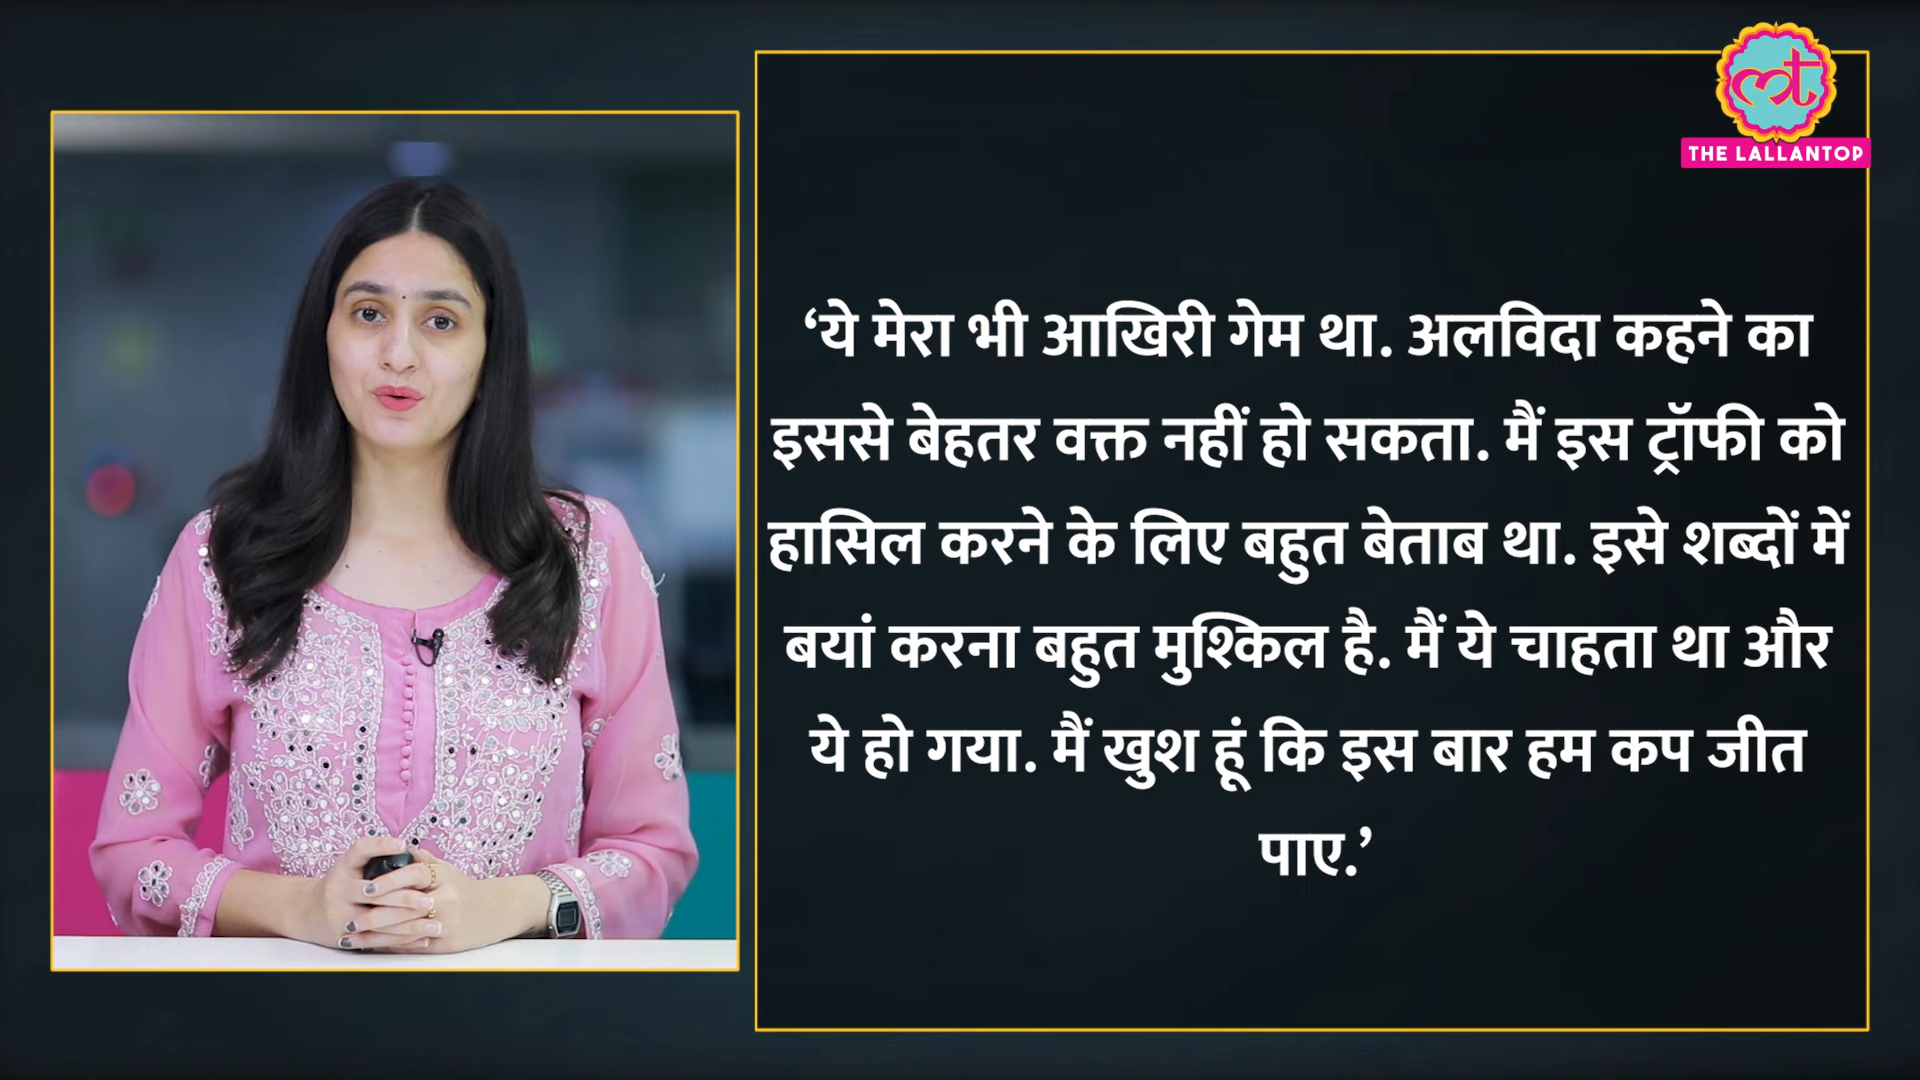 THE LALLANTOP
‘ये मेरा भी आखिरी गेम था. अलविदा कहने का
इससे बेहतर वक्त नहीं हो सकता. मैं इस ट्रॉफी को
हासिल करने के लिए बहुत बेताब था. इसे शब्दों में
बयां करना बहुत मुश्किल है. मैं ये चाहता था और
ये हो गया. मैं खुश हूं कि इस बार हम कप जीत
पाए.’